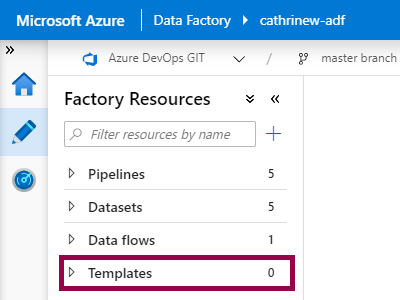 Microsoft Azure Data Factory cathrinew-adf
Azure DevOps GIT / master branch
Factory Resources
Filter resources by name
Pipelines 5
Datasets 5
Data flows 1
Templates 0